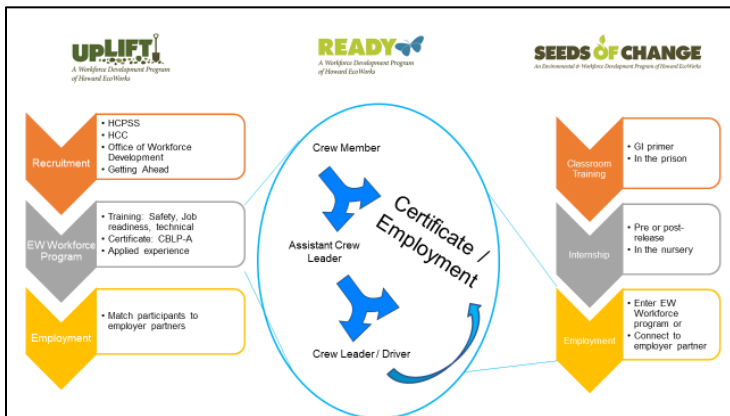 UPLIFT
A Workforce Development Program
of Howard EcoWorks
Recruitment
• HCPSS
• HCC
• Office of Workforce
Development
• Getting Ahead
EW Workforce
Program
• Training: Safety, Job
readiness, technical
• Certificate: CBLP-A
• Applied experience
Employment
• Match participants to
employer partners
READY
A Workforce Development Program
of Howard EcoWorks
Crew Member
Assistant Crew
Leader
Crew Leader / Driver
Certificate /
Employment
SEEDS OF CHANGE
An Environmental & Workforce Development Program of Howard EcoWorks
Classroom
Training
• GI primer
• In the prison
Internship
• Pre or post-
release
• In the nursery
Employment
• Enter EW
Workforce
program or
• Connect to
employer partner